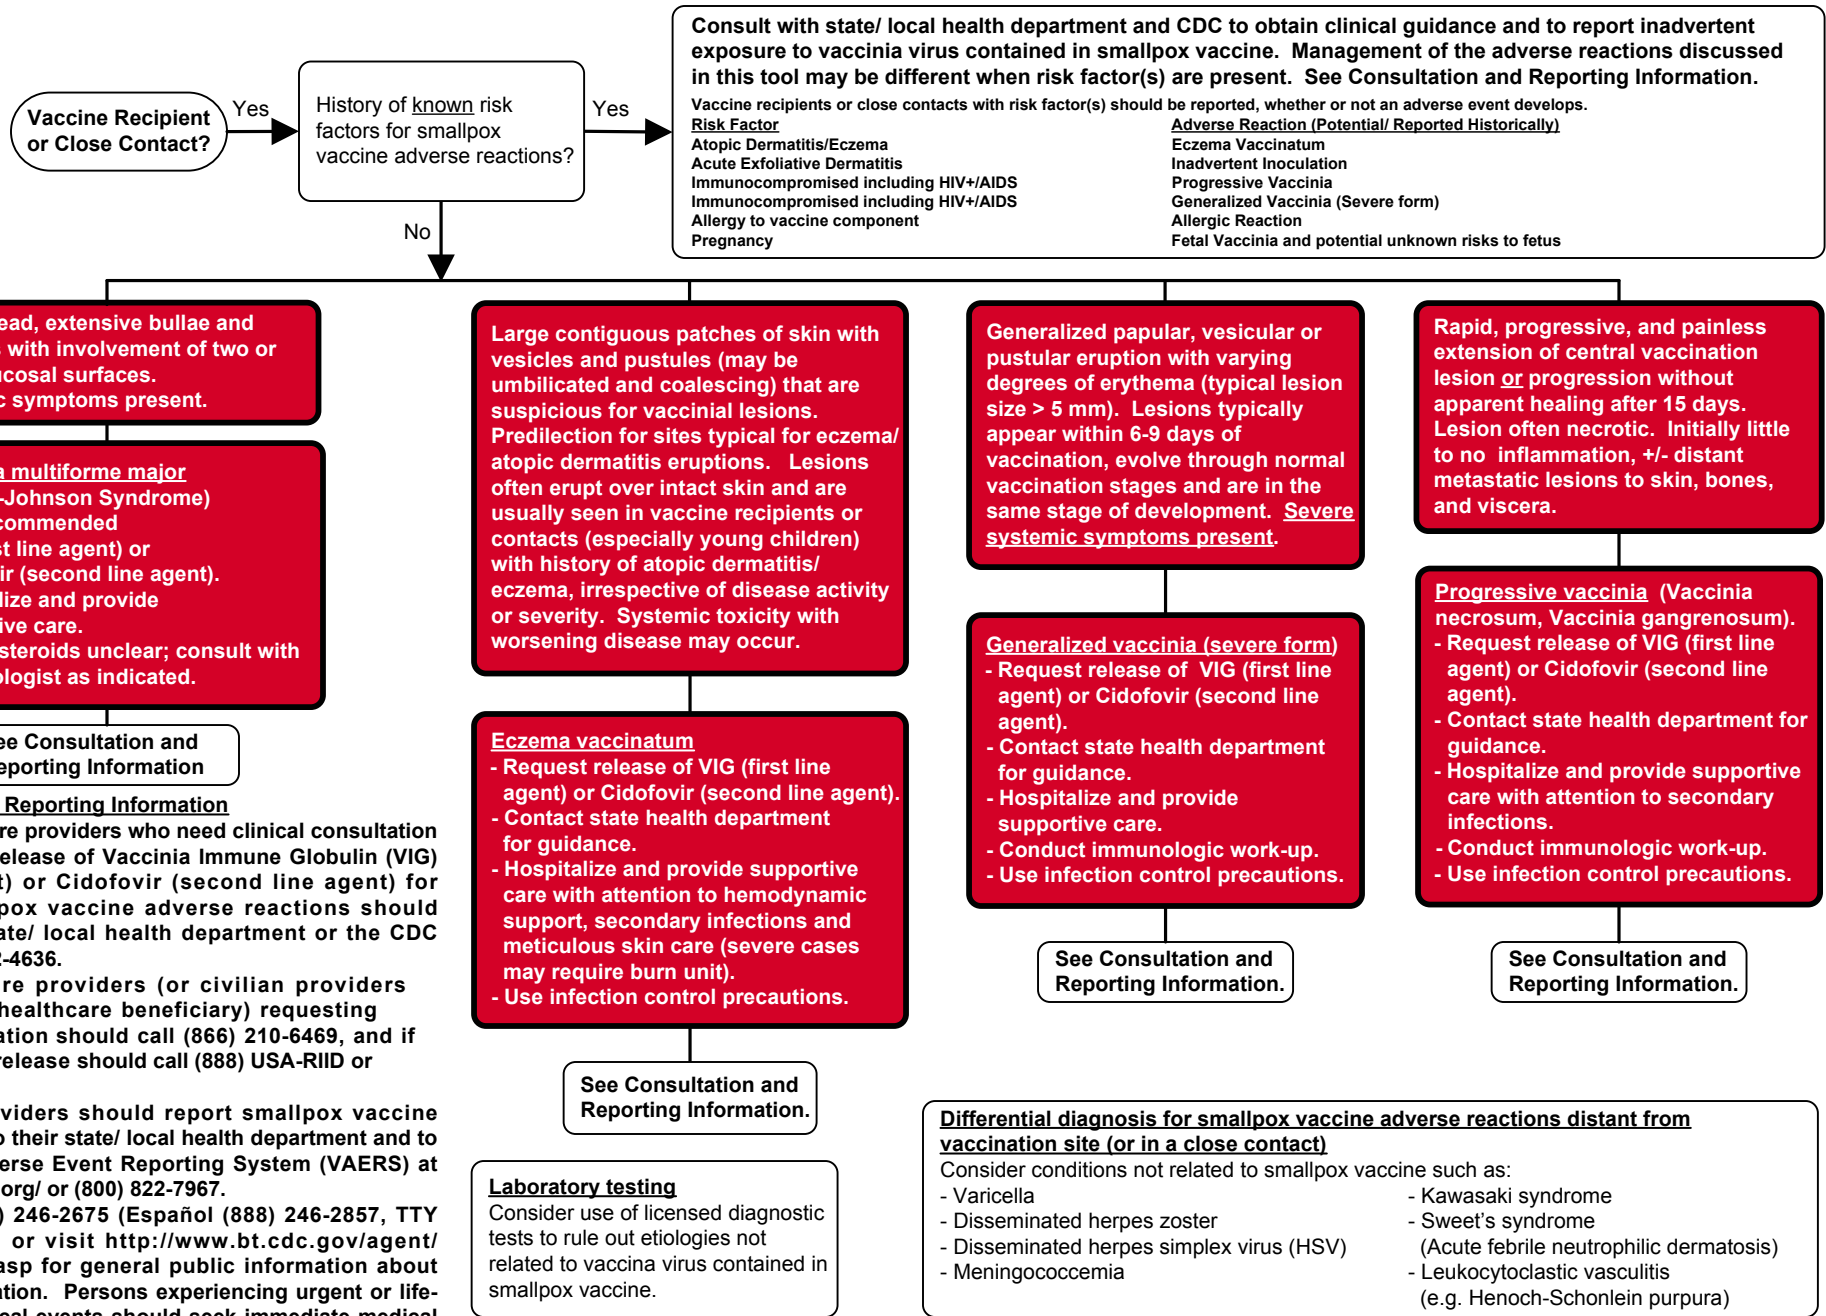 Consult with state/ local health department and CDC to obtain clinical guidance and to report inadvertent
exposure to vaccinia virus contained in smallpox vaccine.  Management of the adverse reactions discussed
in this tool may be different when risk factor(s) are present.  See Consultation and Reporting Information.
Vaccine recipients or close contacts with risk factor(s) should be reported, whether or not an adverse event develops.
Risk Factor
Atopic Dermatitis/Eczema
Acute Exfoliative Dermatitis
Immunocompromised including HIV+/AIDS
Immunocompromised including HIV+/AIDS
Allergy to vaccine component
Pregnancy
Adverse Reaction (Potential/ Reported Historically)
Eczema Vaccinatum
Inadvertent Inoculation
Progressive Vaccinia
Generalized Vaccinia (Severe form)
Allergic Reaction
Fetal Vaccinia and potential unknown risks to fetus
Vaccine Recipient
or Close Contact?
Yes
History of known risk
factors for smallpox
vaccine adverse reactions?
Yes
No
ead, extensive bullae and
s with involvement of two or
ucosal surfaces.
c symptoms present.
a multiforme major
-Johnson Syndrome)
commended
st line agent) or
ir (second line agent).
lize and provide
ive care.
steroids unclear; consult with
ologist as indicated.
ee Consultation and
eporting Information
Reporting Information
re providers who need clinical consultation
elease of Vaccinia Immune Globulin (VIG)
t) or Cidofovir (second line agent) for
pox vaccine adverse reactions should
ate/ local health department or the CDC
2-4636.
re providers (or civilian providers
healthcare beneficiary) requesting
ation should call (866) 210-6469, and if
release should call (888) USA-RIID or
viders should report smallpox vaccine
o their state/ local health department and to
erse Event Reporting System (VAERS) at
org/ or (800) 822-7967.
) 246-2675 (Español (888) 246-2857, TTY
or visit http://www.bt.cdc.gov/agent/
asp for general public information about
ation.  Persons experiencing urgent or life-
cal events should seek immediate medical
Large contiguous patches of skin with
vesicles and pustules (may be
umbilicated and coalescing) that are
suspicious for vaccinial lesions.
Predilection for sites typical for eczema/
atopic dermatitis eruptions.   Lesions
often erupt over intact skin and are
usually seen in vaccine recipients or
contacts (especially young children)
with history of atopic dermatitis/
eczema, irrespective of disease activity
or severity.  Systemic toxicity with
worsening disease may occur.
Eczema vaccinatum
- Request release of VIG (first line
agent) or Cidofovir (second line agent).
- Contact state health department
for guidance.
- Hospitalize and provide supportive
care with attention to hemodynamic
support, secondary infections and
meticulous skin care (severe cases
may require burn unit).
- Use infection control precautions.
See Consultation and
Reporting Information.
Laboratory testing
Consider use of licensed diagnostic
tests to rule out etiologies not
related to vaccina virus contained in
smallpox vaccine.
Generalized papular, vesicular or
pustular eruption with varying
degrees of erythema (typical lesion
size > 5 mm).  Lesions typically
appear within 6-9 days of
vaccination, evolve through normal
vaccination stages and are in the
same stage of development.  Severe
systemic symptoms present.
Generalized vaccinia (severe form)
- Request release of  VIG (first line
agent) or Cidofovir (second line
agent).
- Contact state health department
for guidance.
- Hospitalize and provide
supportive care.
- Conduct immunologic work-up.
- Use infection control precautions.
See Consultation and
Reporting Information.
Rapid, progressive, and painless
extension of central vaccination
lesion or progression without
apparent healing after 15 days.
Lesion often necrotic.  Initially little
to no  inflammation, +/- distant
metastatic lesions to skin, bones,
and viscera.
Progressive vaccinia  (Vaccinia
necrosum, Vaccinia gangrenosum).
- Request release of VIG (first line
agent) or Cidofovir (second line
agent).
- Contact state health department for
guidance.
- Hospitalize and provide supportive
care with attention to secondary
infections.
- Conduct immunologic work-up.
- Use infection control precautions.
See Consultation and
Reporting Information.
Differential diagnosis for smallpox vaccine adverse reactions distant from
vaccination site (or in a close contact)
Consider conditions not related to smallpox vaccine such as:
- Varicella
- Disseminated herpes zoster
- Disseminated herpes simplex virus (HSV)
- Meningococcemia
- Kawasaki syndrome
- Sweet's syndrome
(Acute febrile neutrophilic dermatosis)
- Leukocytoclastic vasculitis
(e.g. Henoch-Schonlein purpura)